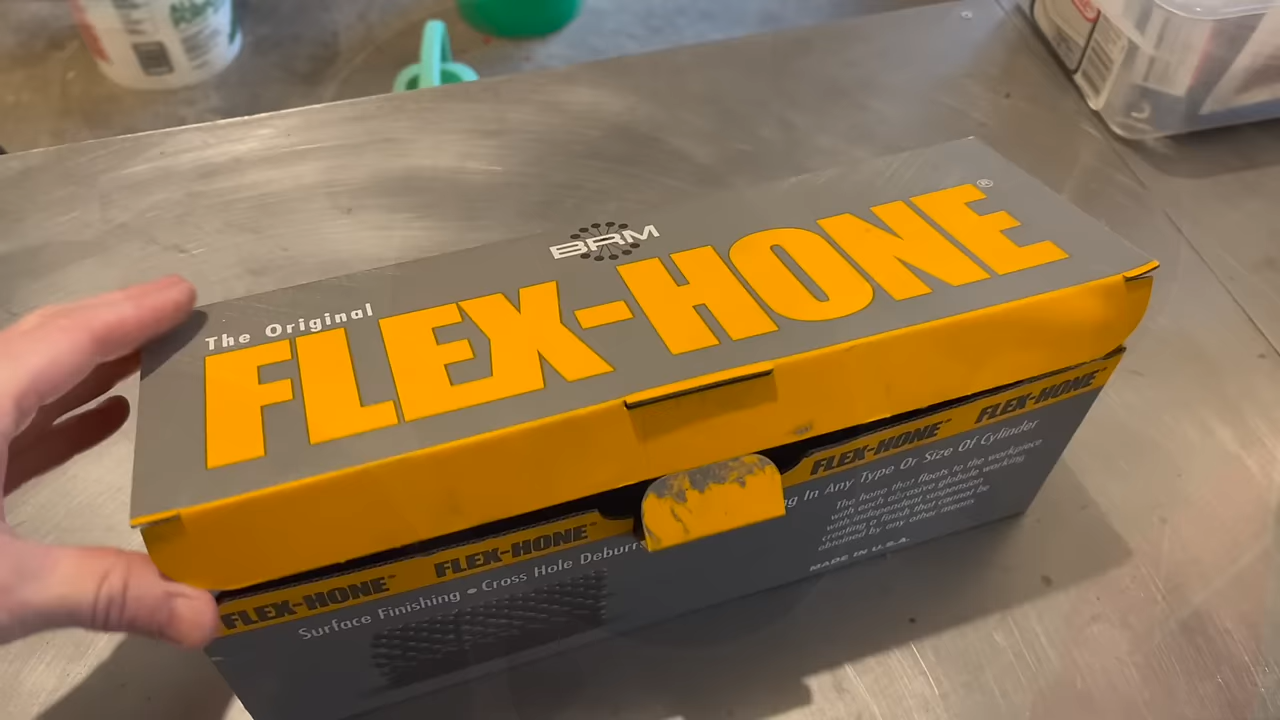 BRM
The Original
FLEX-HONE®
FLEX-HONE FLEX-HONE FLEX-HONE FLEX-HONE
Surface Finishing • Cross Hole Deburr ng In Any Type Or Size Of Cylinder
The hone that floats to the workpiece
with each abrasive globule working
with independent suspension
creating a finish that cannot be
obtained by any other means
MADE IN U.S.A.